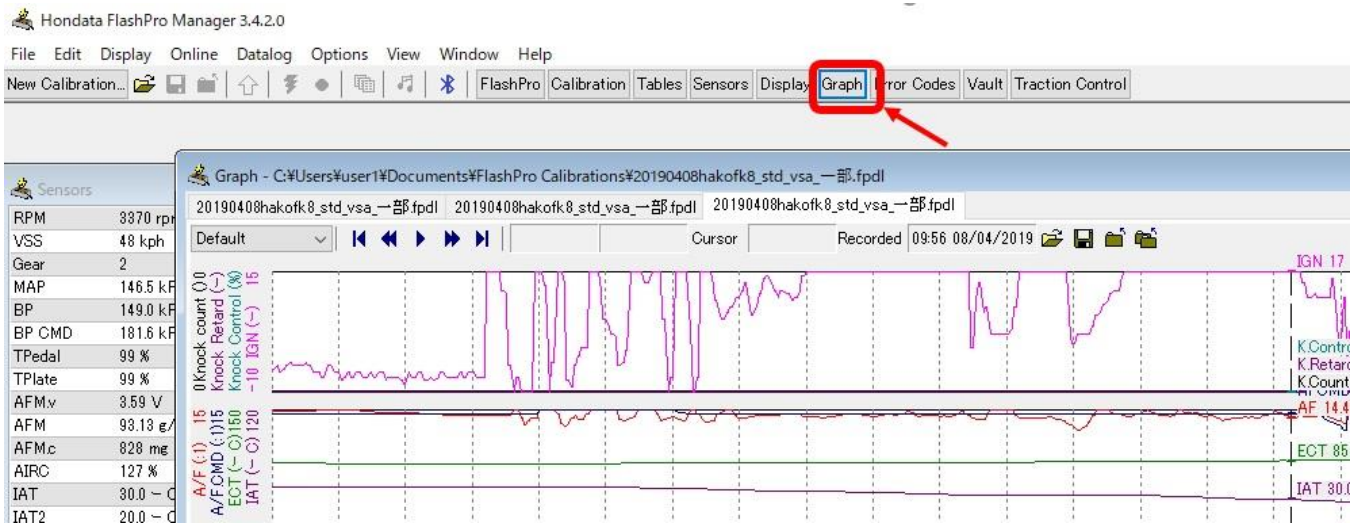 Hondata FlashPro Manager 3.4.2.0
File Edit Display Online Datalog Options View Window Help
New Calibration... FlashPro Calibration Tables Sensors Display Graph Error Codes Vault Traction Control
Sensors
RPM 3370 rpm
VSS 48 kph
Gear 2
MAP 146.5 kP
BP 149.0 kP
BP CMD 181.6 kP
TPedal 99 %
TPlate 99 %
AFM.v 3.59 V
AFM 93.13 g/
AFM.c 828 mg
AIRC 127 %
IAT 30.0 ~ C
IAT2 20.0 ~ C
Graph - C:¥Users¥user1¥Documents¥FlashPro Calibrations¥20190408hakofk8_std_vsa_一部.fpdl
20190408hakofk8_std_vsa_一部.fpdl 20190408hakofk8_std_vsa_一部.fpdl 20190408hakofk8_std_vsa_一部.fpdl
Default Cursor Recorded 09:56 08/04/2019
0Knock count ()0
Knock Retard (~)
Knock Control (%)
-10 IGN (~) 15
IGN 17
K.Contro
K.Retard
K.Count
A/F (:1) 15
A/F.CMD (:1)15
ECT (~ C)150
IAT (~ C) 120
AF 14.4
ECT 85
IAT 30.0